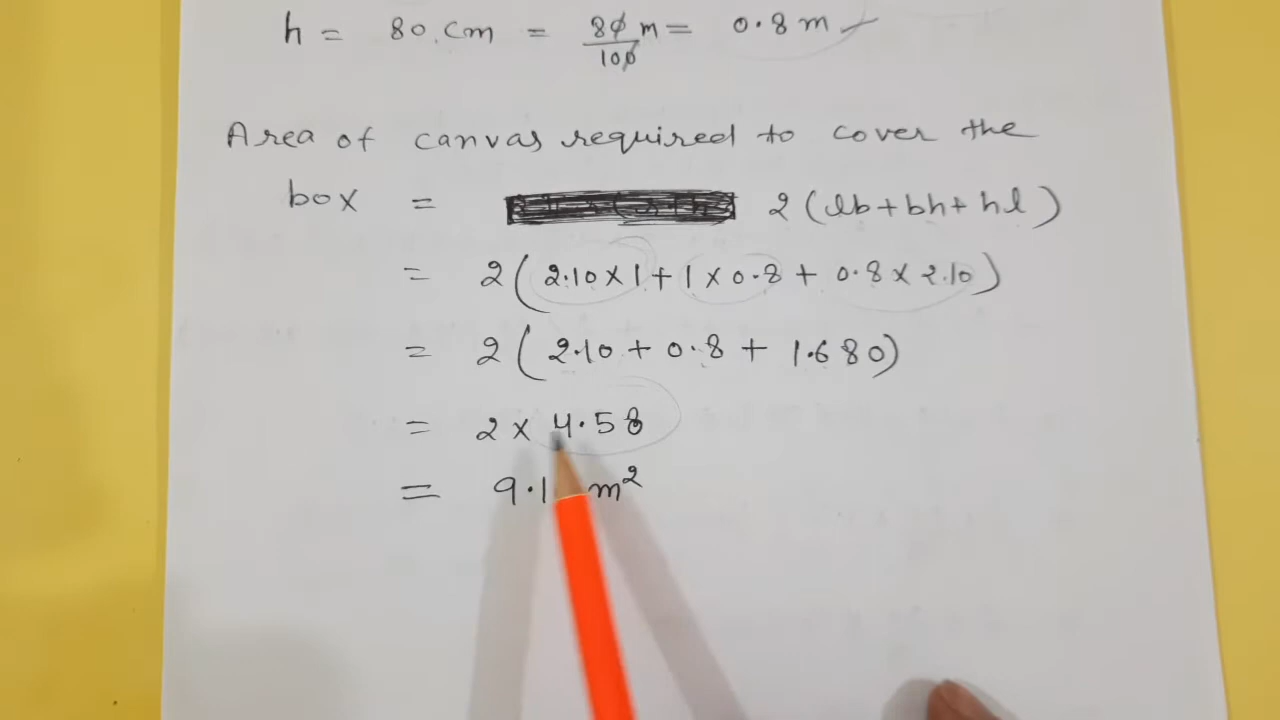 h = 80 cm = 80/100 m = 0.8 m
Area of canvas required to cover the
box = 2 (lb + bh + hl)
= 2 ( 2.10 x 1 + 1 x 0.8 + 0.8 x 2.10 )
= 2 ( 2.10 + 0.8 + 1.680 )
= 2 x 4.58
= 9.1 m²